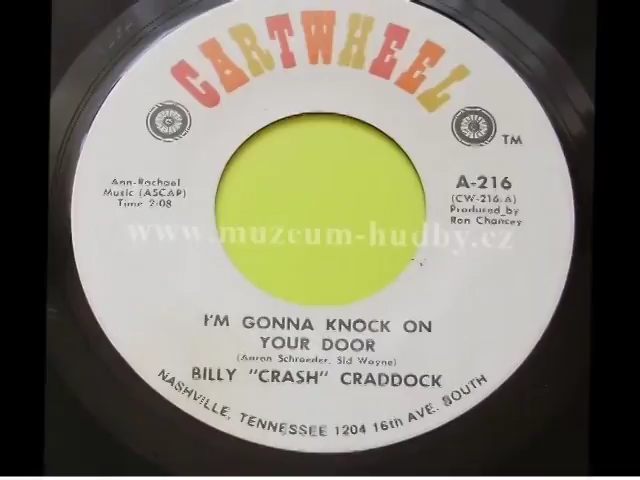 CARTWHEEL
TM
Ann-Rachael
Music (ASCAP)
Time 2:08
A-216
(CW-216-A)
Produced by
Ron Chancey
www.muzeum-hudby.cz
I'M GONNA KNOCK ON
YOUR DOOR
(Aaron Schroeder, Sid Wayne)
BILLY "CRASH" CRADDOCK
NASHVILLE, TENNESSEE 1204 16th AVE. SOUTH